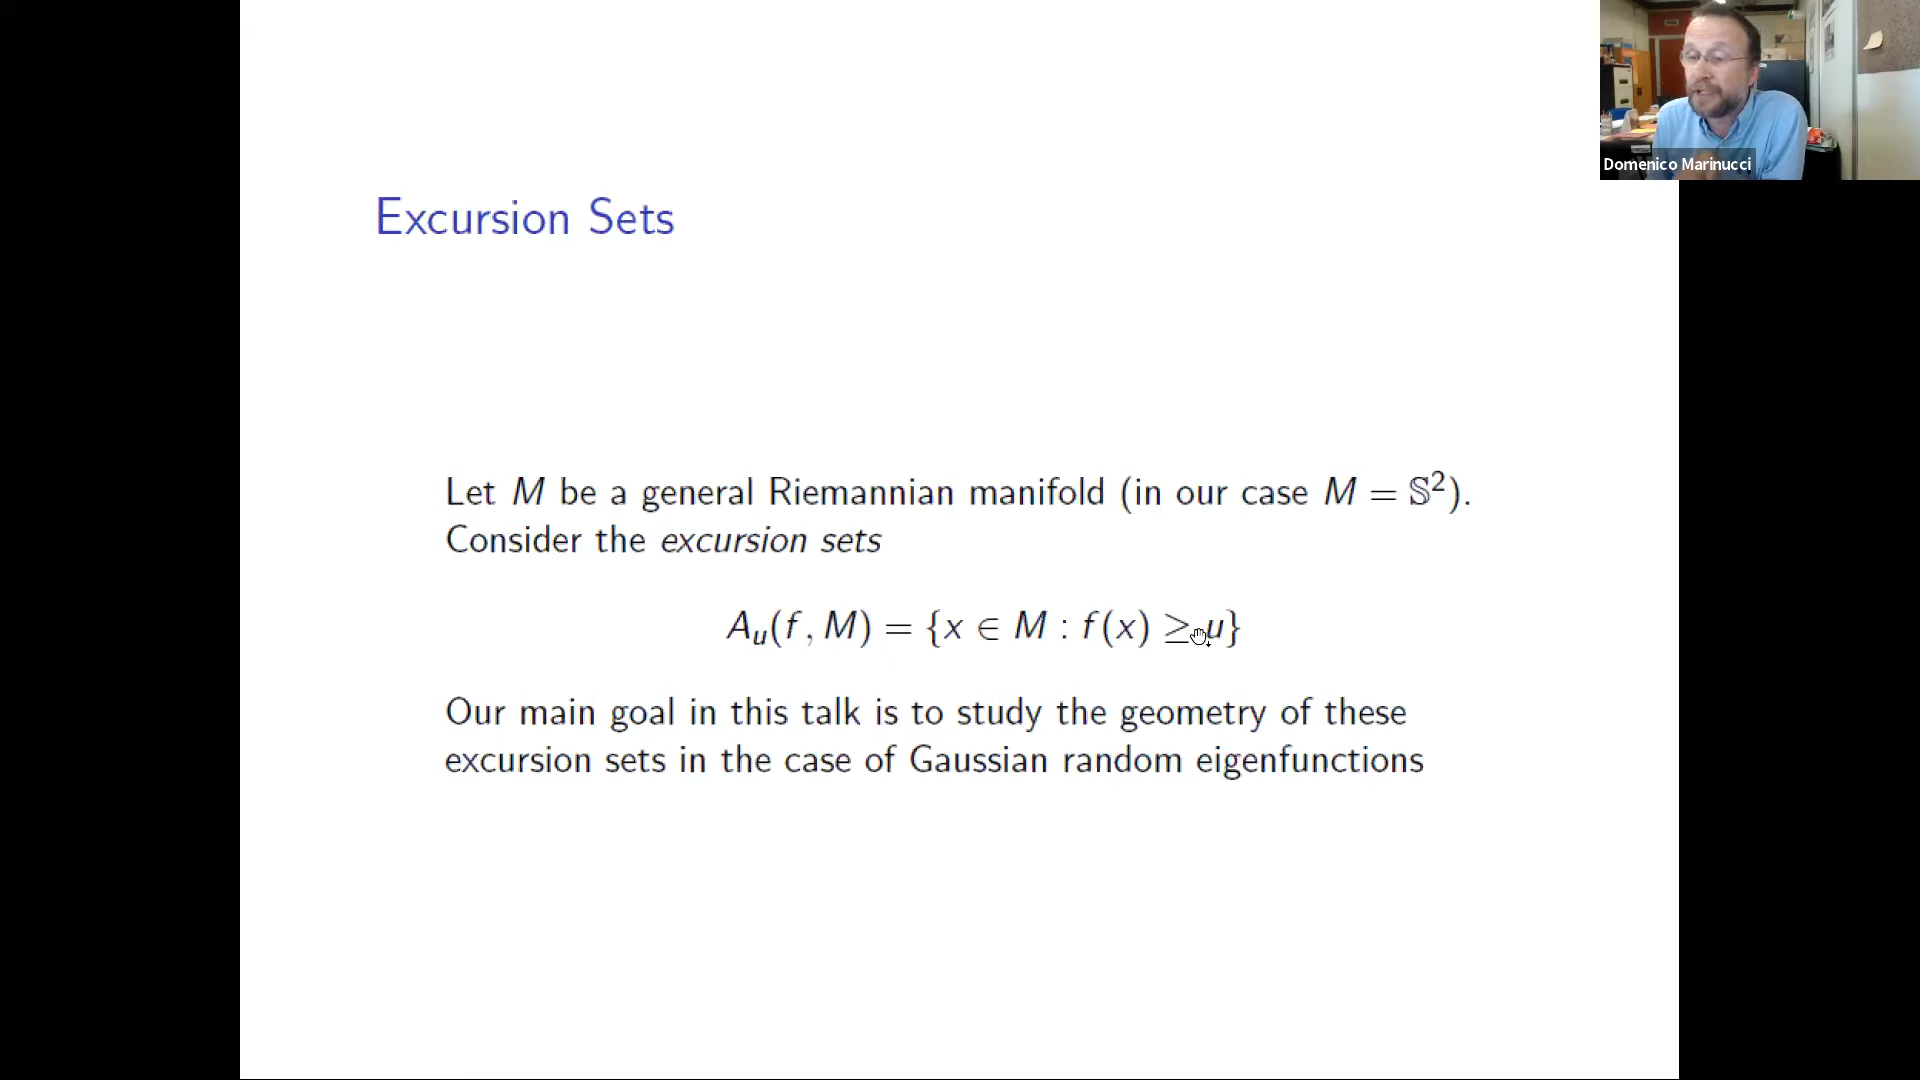 Domenico Marinucci
Excursion Sets
Let M be a general Riemannian manifold (in our case M = 𝕊²).
Consider the excursion sets
Aᵤ(f, M) = {x ∈ M : f(x) ≥ u}
Our main goal in this talk is to study the geometry of these
excursion sets in the case of Gaussian random eigenfunctions